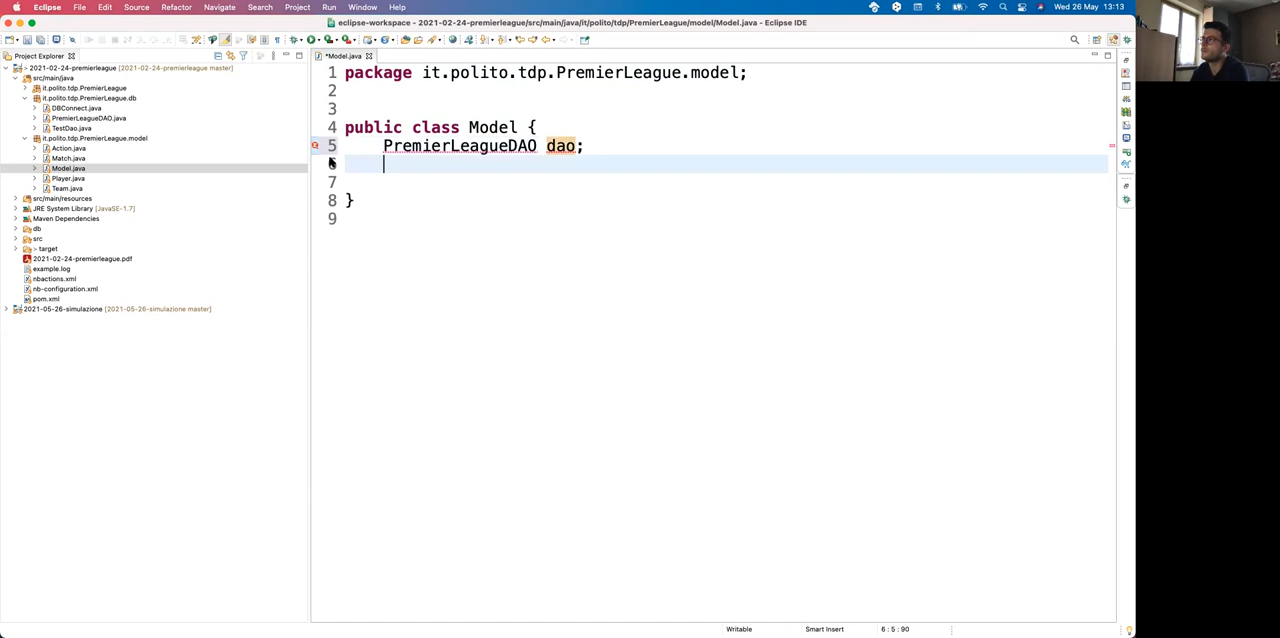 Eclipse File Edit Source Refactor Navigate Search Project Run Window Help Wed 26 May 13:13
eclipse-workspace - 2021-02-24-premierleague/src/main/java/it/polito/tdp/PremierLeague/model/Model.java - Eclipse IDE
Project Explorer
*Model.java
> 2021-02-24-premierleague [2021-02-24-premierleague master]
src/main/java
it.polito.tdp.PremierLeague
it.polito.tdp.PremierLeague.db
DBConnect.java
PremierLeagueDAO.java
TestDao.java
it.polito.tdp.PremierLeague.model
Action.java
Match.java
Model.java
Player.java
Team.java
src/main/resources
JRE System Library [JavaSE-1.7]
Maven Dependencies
db
src
> target
2021-02-24-premierleague.pdf
example.log
nbactions.xml
nb-configuration.xml
pom.xml
2021-05-26-simulazione [2021-05-26-simulazione master]
1 package it.polito.tdp.PremierLeague.model;
2
3
4 public class Model {
5 PremierLeagueDAO dao;
6
7
8 }
9
Writable Smart Insert 6 : 5 : 90